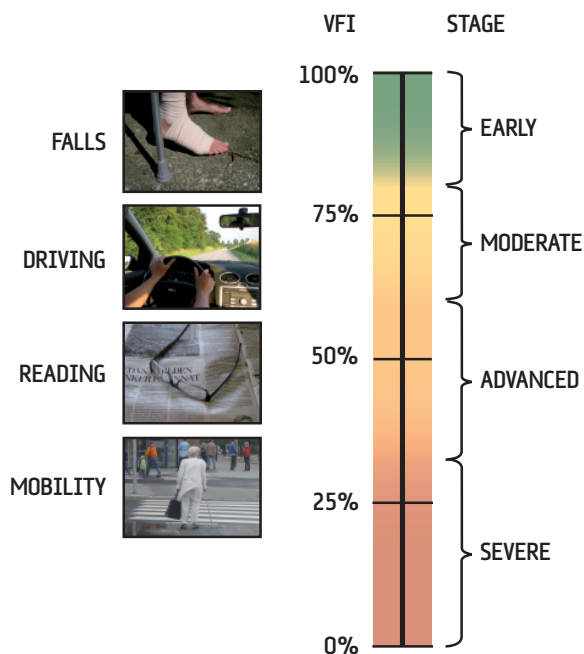 VFI STAGE
100%
FALLS
EARLY
75%
DRIVING
MODERATE
READING
50%
ADVANCED
MOBILITY
25%
SEVERE
0%